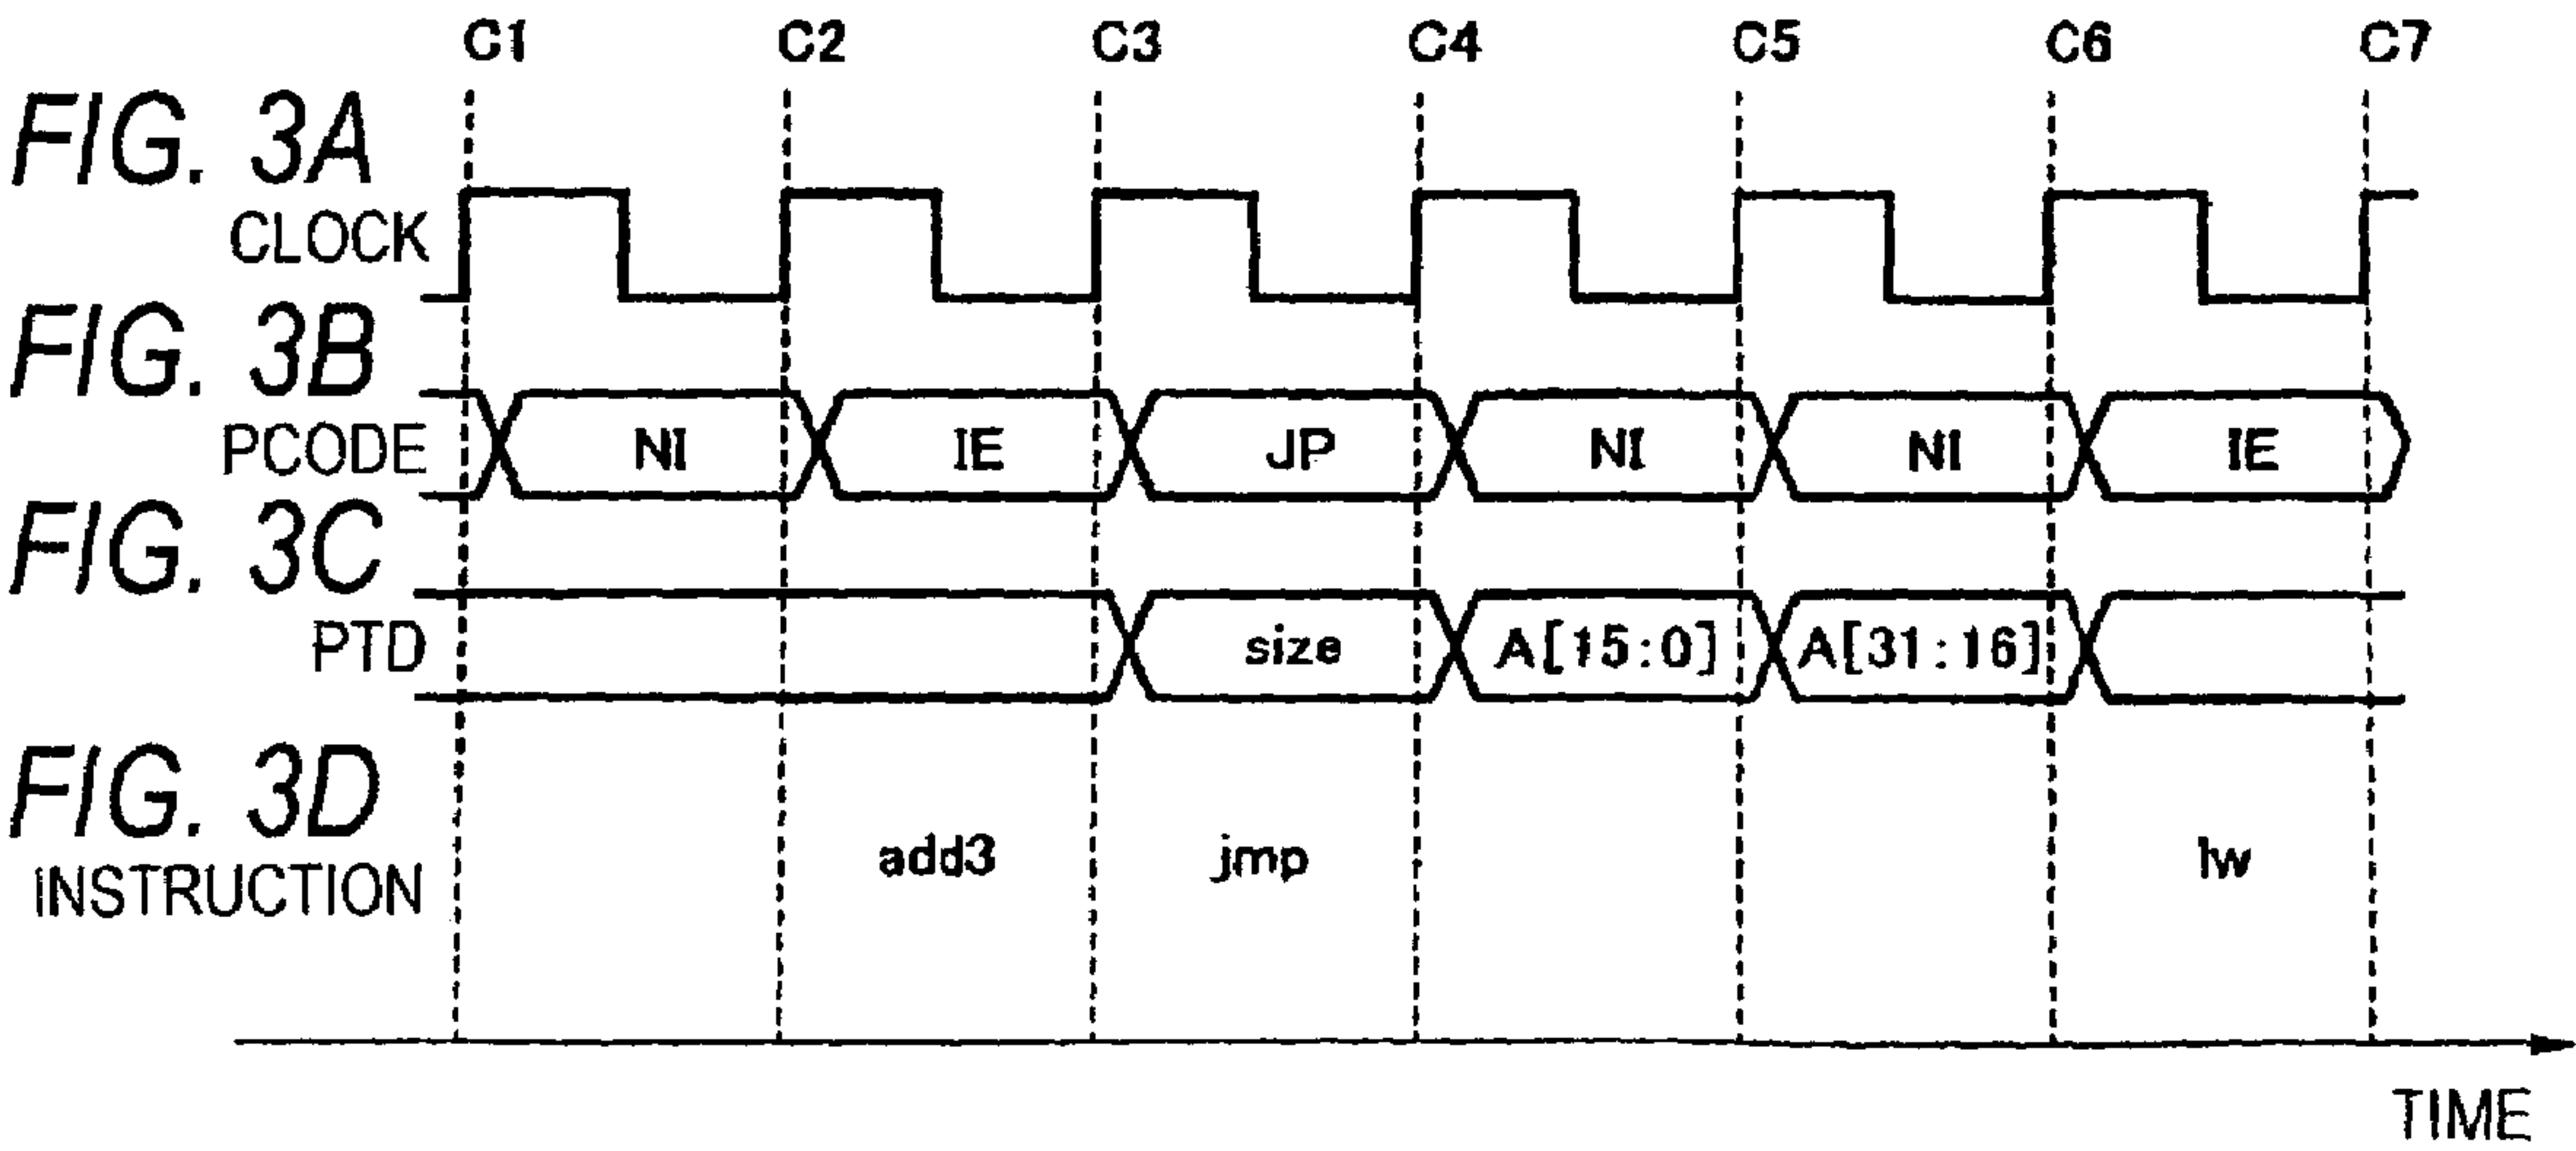 C1 C2 C3 C4 C5 C6 C7
FIG. 3A
CLOCK
FIG. 3B
PCODE NI IE JP NI NI IE
FIG. 3C
PTD size A[15:0] A[31:16]
FIG. 3D
INSTRUCTION add3 jmp lw
TIME